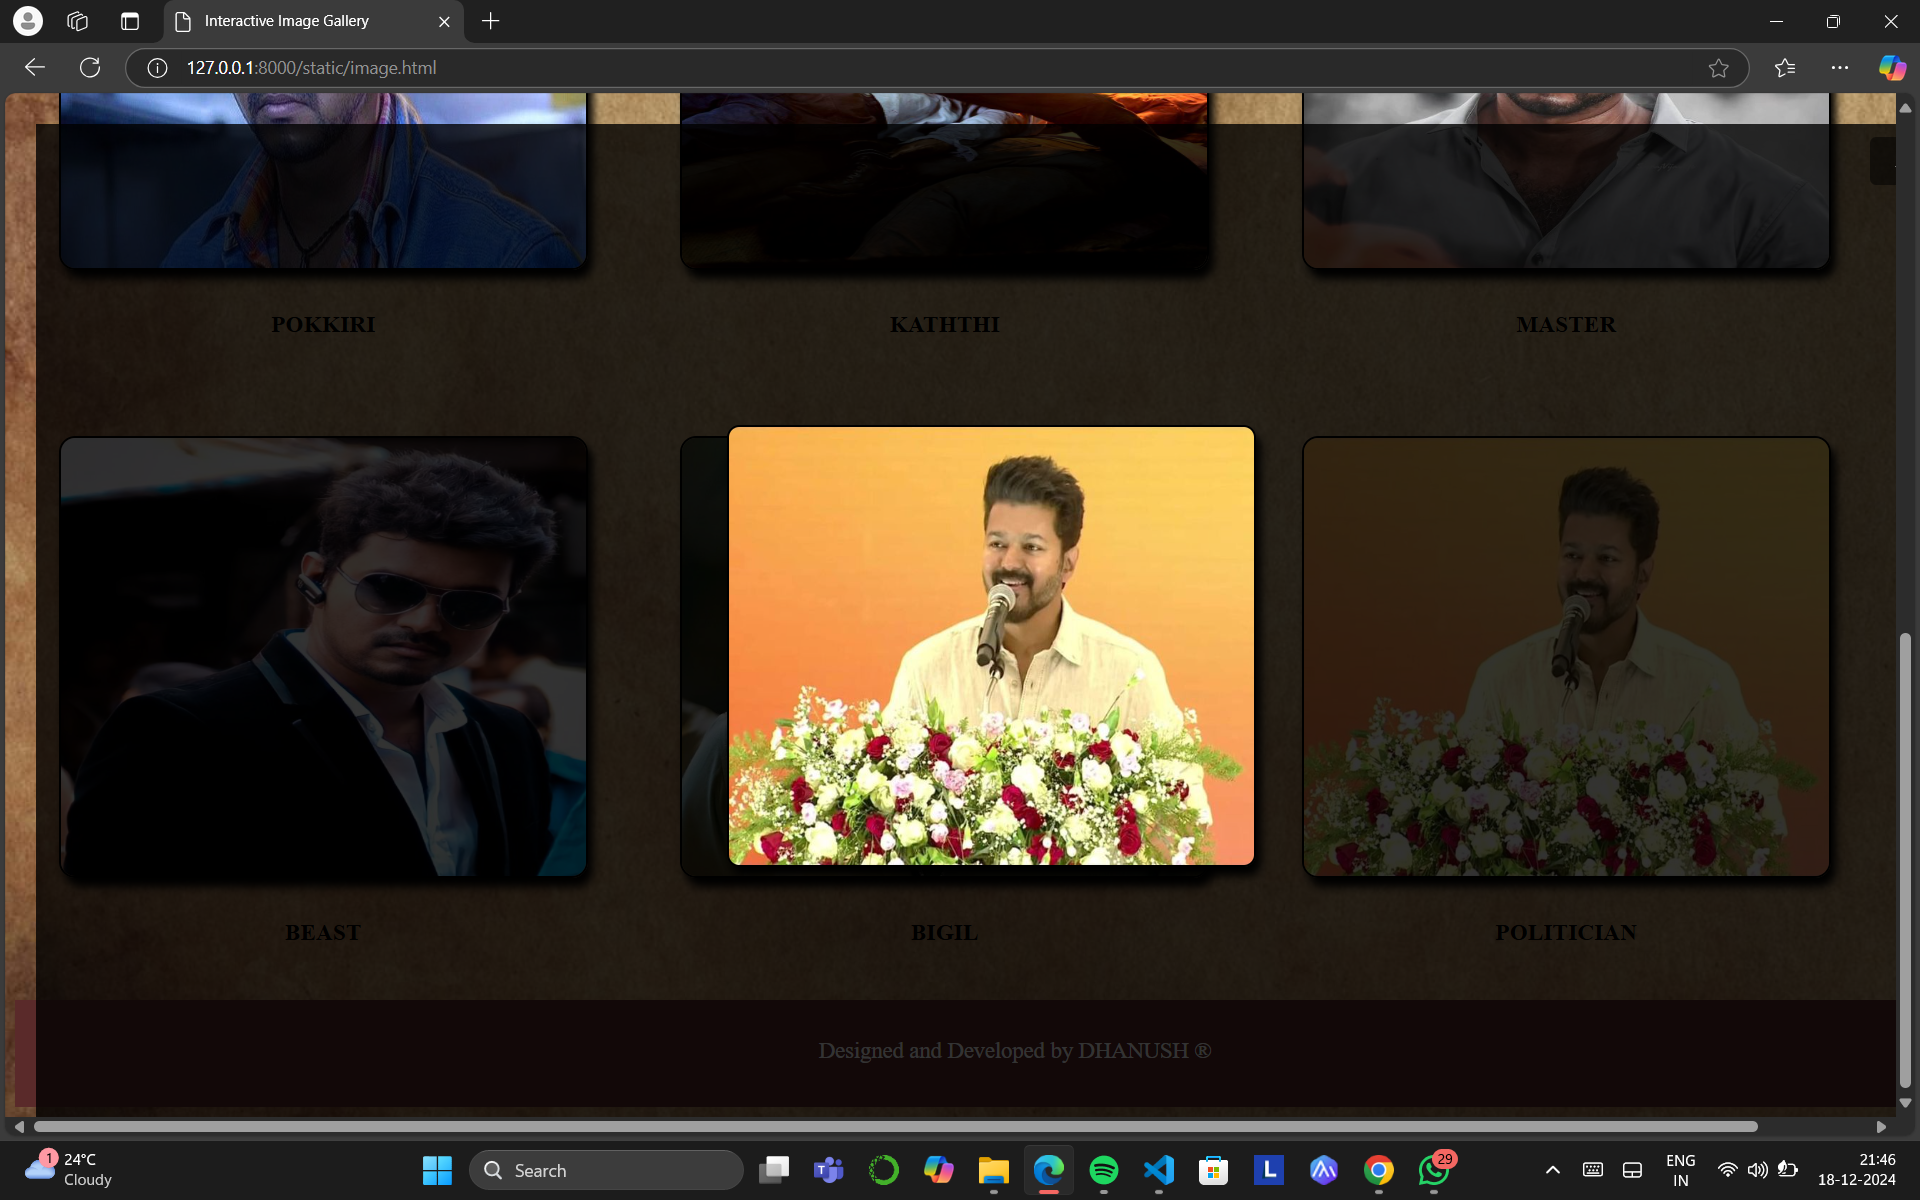 Interactive Image Gallery
127.0.0.1:8000/static/image.html
POKKIRI
KATHTHI
MASTER
BEAST
BIGIL
POLITICIAN
Designed and Developed by DHANUSH ®
1
24°C
Cloudy
Search
T
L
29
ENG
IN
21:46
18-12-2024